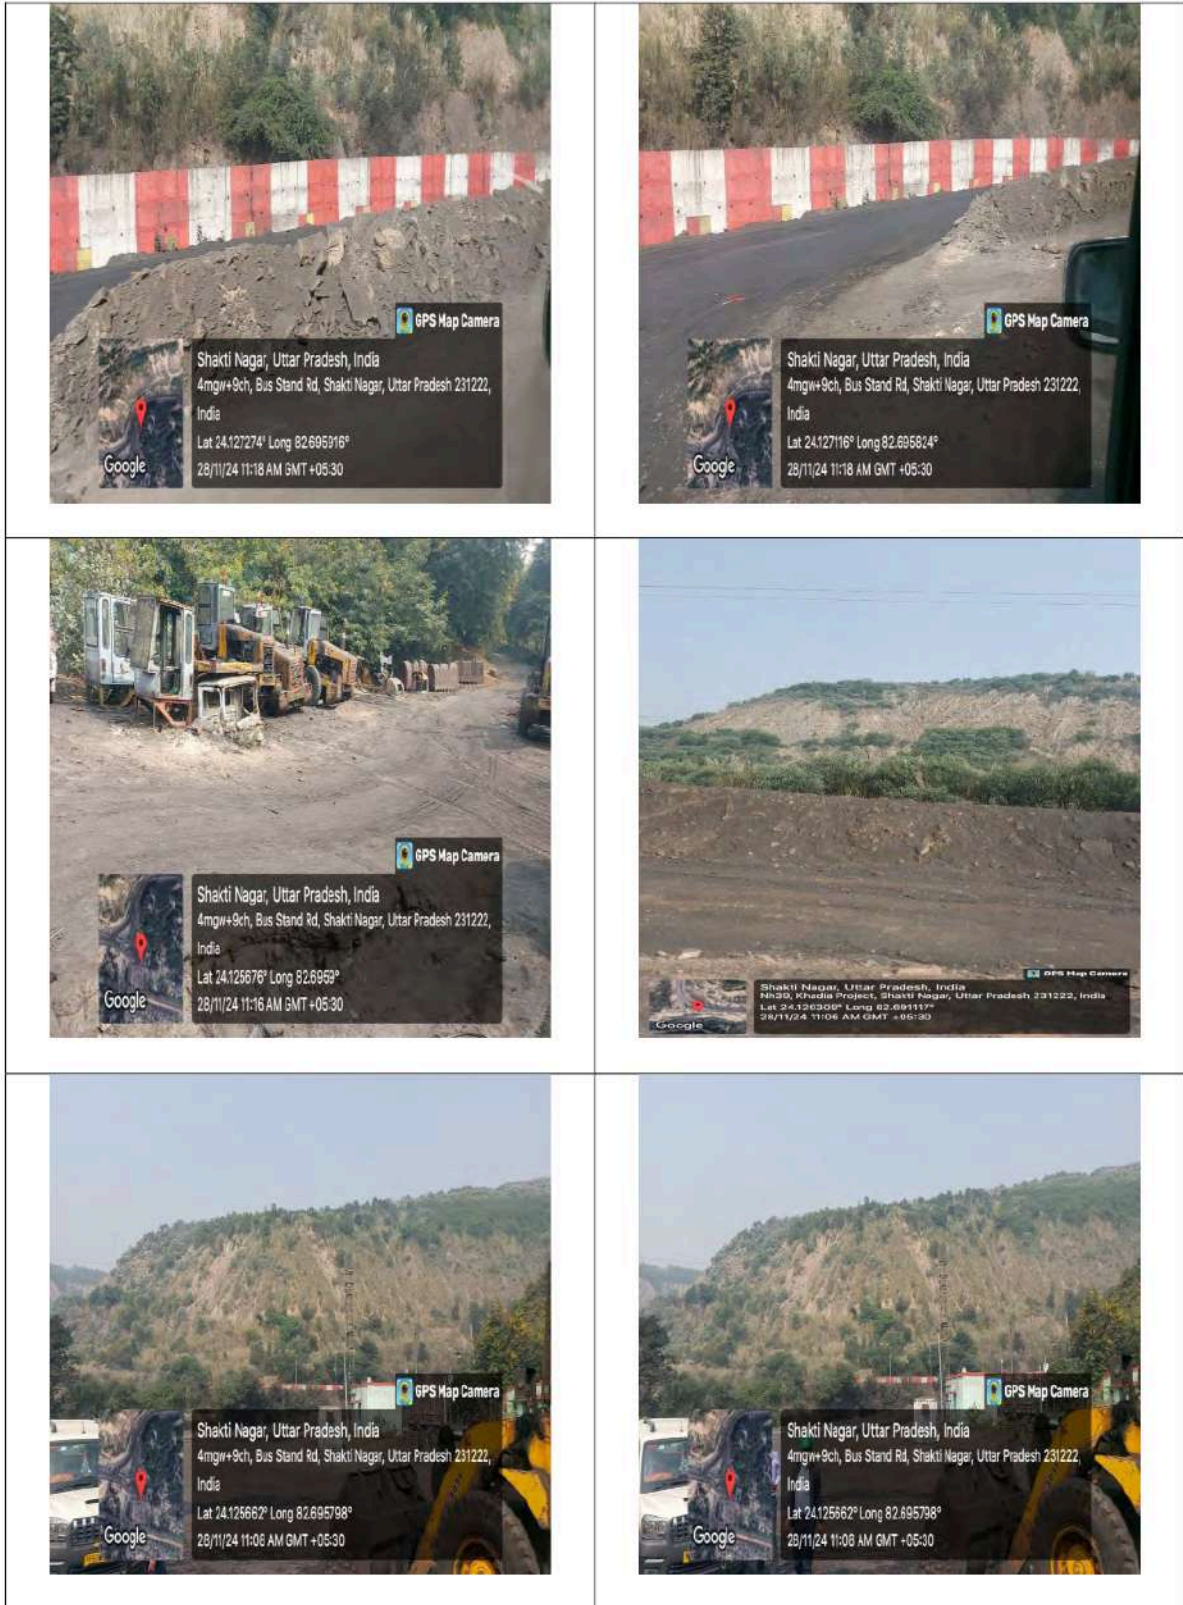 GPS Map Camera
Shakti Nagar, Uttar Pradesh, India
4mgw+9ch, Bus Stand Rd, Shakti Nagar, Uttar Pradesh 231222,
India
Lat 24.127274° Long 82.695916°
28/11/24 11:18 AM GMT +05:30
Google
GPS Map Camera
Shakti Nagar, Uttar Pradesh, India
4mgw+9ch, Bus Stand Rd, Shakti Nagar, Uttar Pradesh 231222,
India
Lat 24.127116° Long 82.695824°
28/11/24 11:18 AM GMT +05:30
Google
GPS Map Camera
Shakti Nagar, Uttar Pradesh, India
4mgw+9ch, Bus Stand Rd, Shakti Nagar, Uttar Pradesh 231222,
India
Lat 24.125676° Long 82.6959°
28/11/24 11:16 AM GMT +05:30
Google
GPS Map Camera
Shakti Nagar, Uttar Pradesh, India
Nh39, Khadia Project, Shakti Nagar, Uttar Pradesh 231222, India
Lat Long 82.691117°
28/11/24 11:06 AM GMT +05:30
Google
GPS Map Camera
Shakti Nagar, Uttar Pradesh, India
4mgw+9ch, Bus Stand Rd, Shakti Nagar, Uttar Pradesh 231222,
India
Lat 24.125662° Long 82.695798°
28/11/24 11:08 AM GMT +05:30
Google
GPS Map Camera
Shakti Nagar, Uttar Pradesh, India
4mgw+9ch, Bus Stand Rd, Shakti Nagar, Uttar Pradesh 231222,
India
Lat 24.125662° Long 82.695798°
28/11/24 11:08 AM GMT +05:30
Google